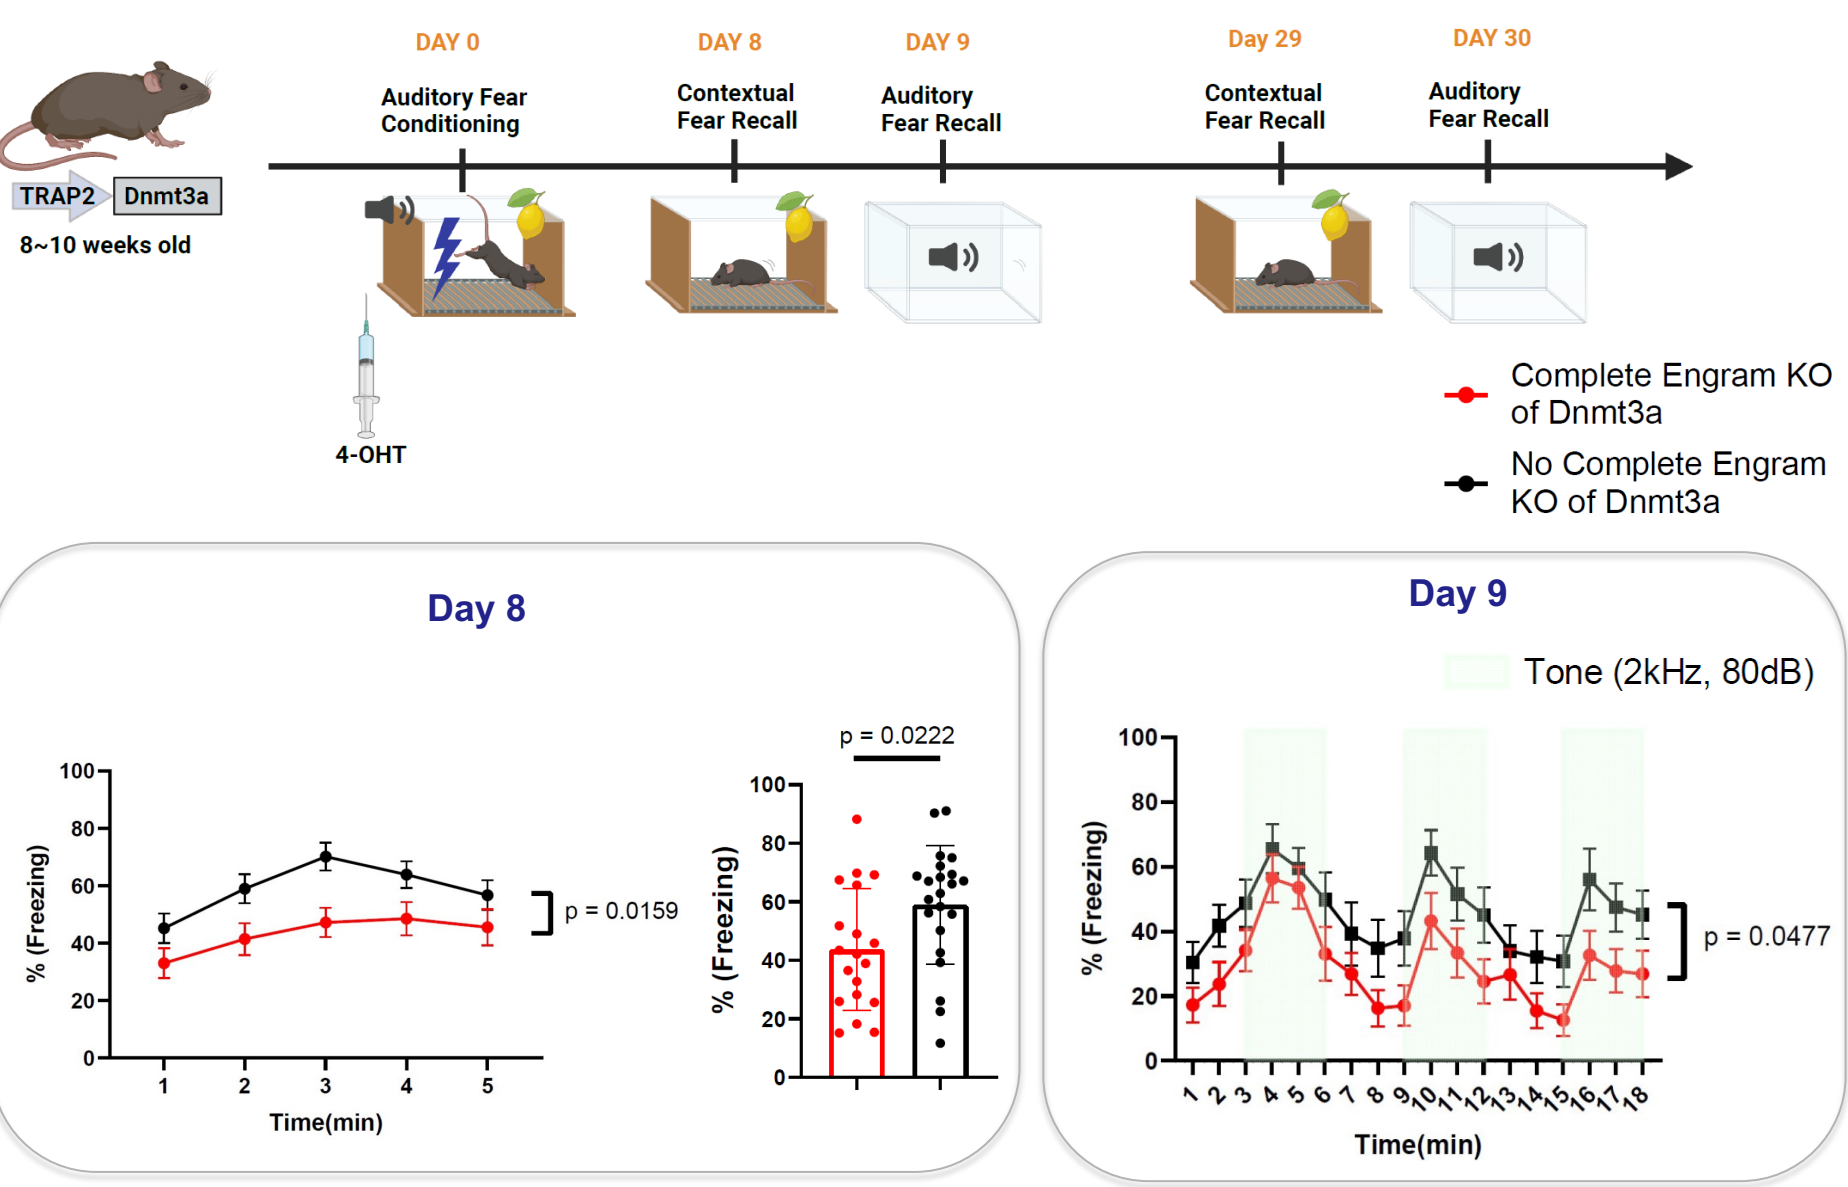 DAY 0
DAY 8
DAY 9
Day 29
DAY 30
Auditory Fear
Conditioning
Contextual
Fear Recall
Auditory
Fear Recall
Contextual
Fear Recall
Auditory
Fear Recall
TRAP2
Dnmt3a
8~10 weeks old
4-OHT
Complete Engram KO
of Dnmt3a
No Complete Engram
KO of Dnmt3a
Day 8
% (Freezing)
100
80
60
40
20
0
1 2 3 4 5
Time(min)
p = 0.0159
p = 0.0222
% (Freezing)
100
80
60
40
20
0
Day 9
Tone (2kHz, 80dB)
% (Freezing)
100
80
60
40
20
0
1 2 3 4 5 6 7 8 9 10 11 12 13 14 15 16 17 18
Time(min)
p = 0.0477